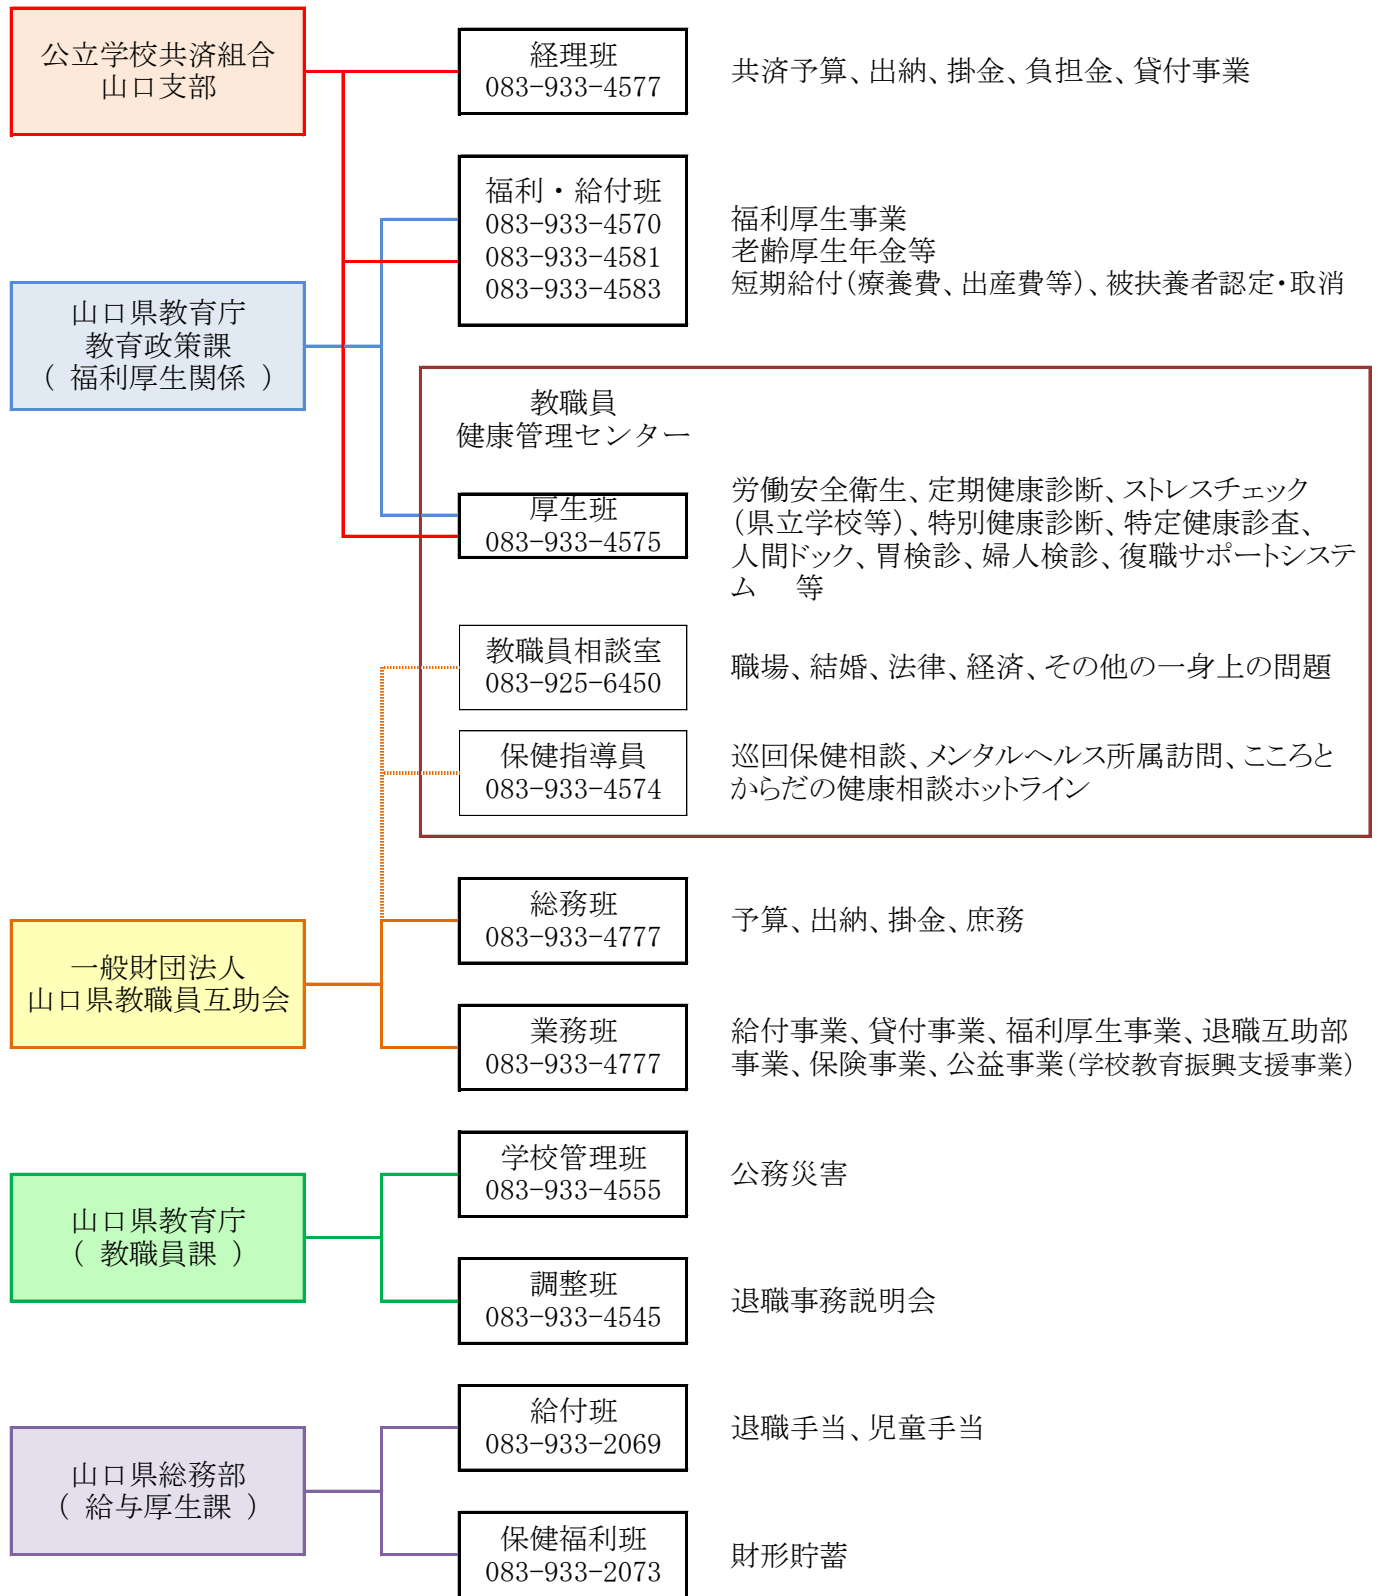 公立学校共済組合
山口支部
経理班
083-933-4577
共済予算、出納、掛金、負担金、貸付事業
福利・給付班
083-933-4570
083-933-4581
083-933-4583
福利厚生事業
老齢厚生年金等
短期給付(療養費、出産費等)、被扶養者認定・取消
山口県教育庁
教育政策課
( 福利厚生関係 )
教職員
健康管理センター
厚生班
083-933-4575
労働安全衛生、定期健康診断、ストレスチェック
(県立学校等)、特別健康診断、特定健康診査、
人間ドック、胃検診、婦人検診、復職サポートシステ
ム 等
教職員相談室
083-925-6450
職場、結婚、法律、経済、その他の一身上の問題
保健指導員
083-933-4574
巡回保健相談、メンタルヘルス所属訪問、こころと
からだの健康相談ホットライン
総務班
083-933-4777
予算、出納、掛金、庶務
一般財団法人
山口県教職員互助会
業務班
083-933-4777
給付事業、貸付事業、福利厚生事業、退職互助部
事業、保険事業、公益事業(学校教育振興支援事業)
学校管理班
083-933-4555
公務災害
山口県教育庁
( 教職員課 )
調整班
083-933-4545
退職事務説明会
給付班
083-933-2069
退職手当、児童手当
山口県総務部
( 給与厚生課 )
保健福利班
083-933-2073
財形貯蓄